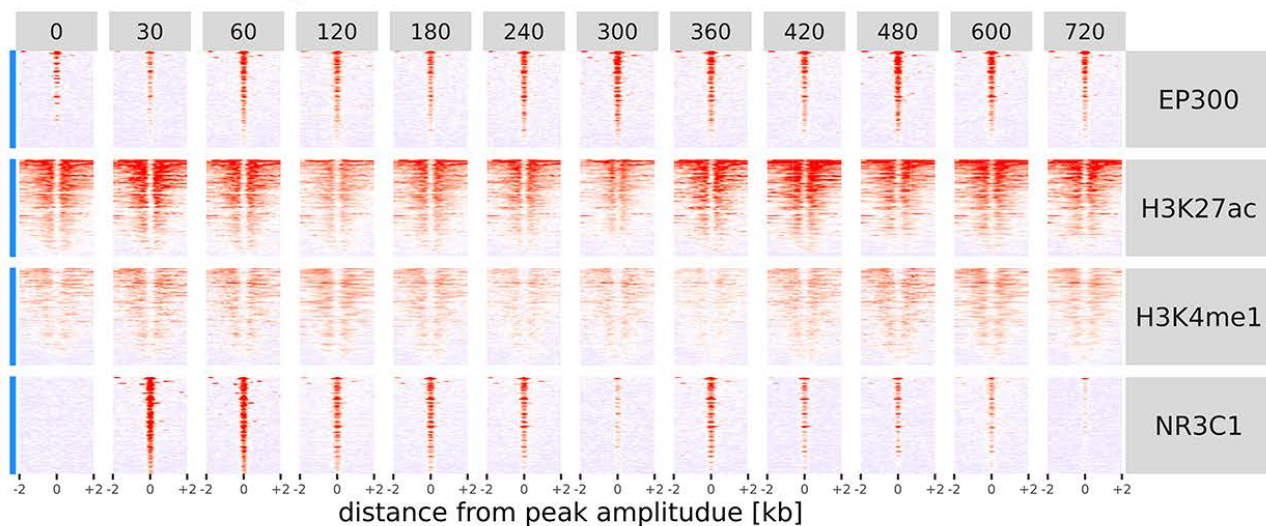 0 30 60 120 180 240 300 360 420 480 600 720
EP300
H3K27ac
H3K4me1
NR3C1
-2 0 +2 -2 0 +2 -2 0 +2 -2 0 +2 -2 0 +2 -2 0 +2 -2 0 +2 -2 0 +2 -2 0 +2 -2 0 +2 -2 0 +2 -2 0 +2
distance from peak amplitudue [kb]